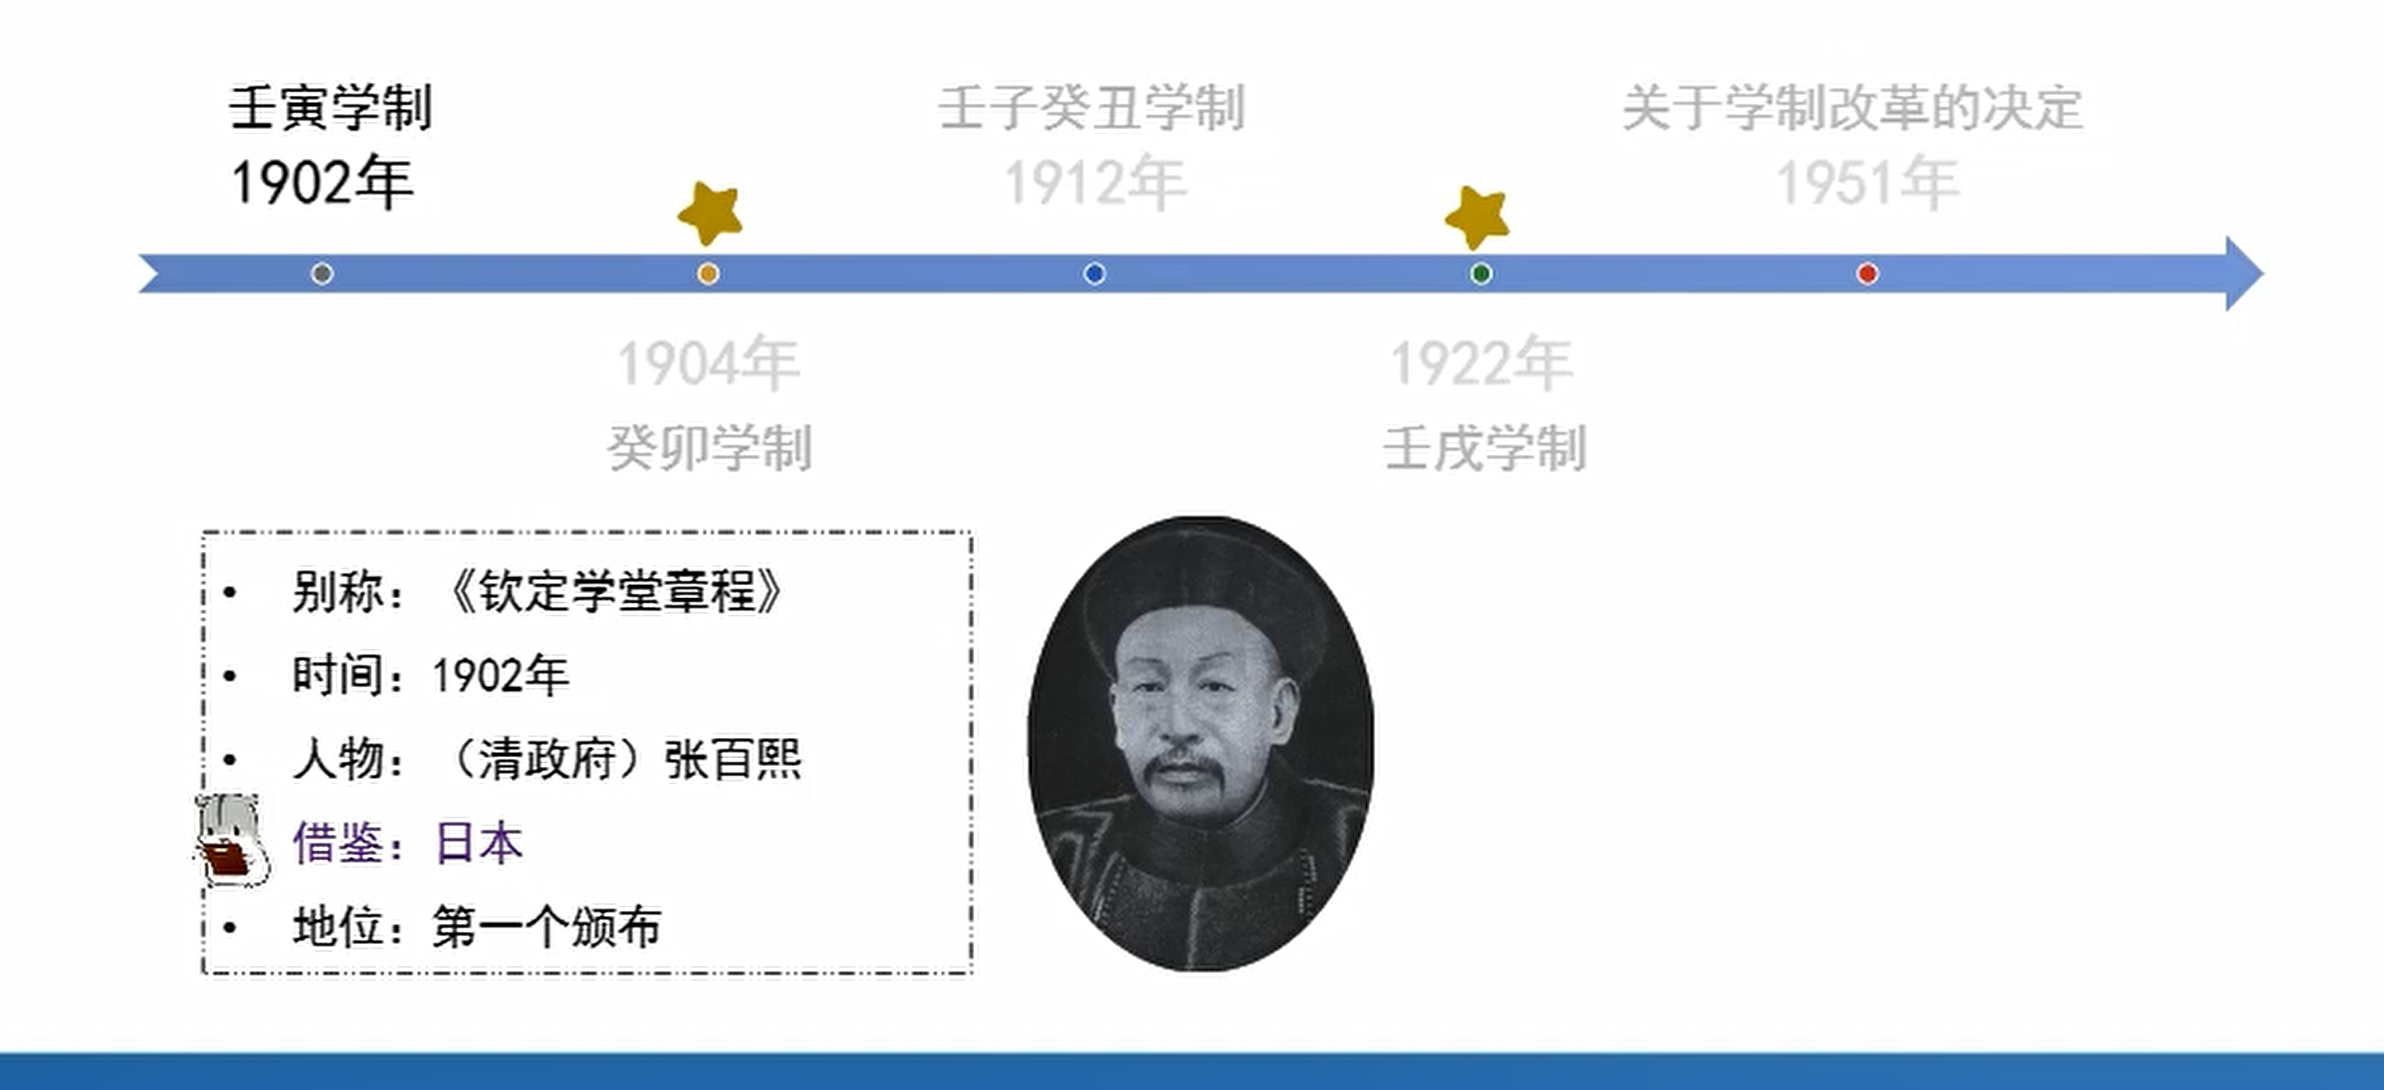 壬寅学制
1902年
壬子癸丑学制
1912年
关于学制改革的决定
1951年
1904年
癸卯学制
1922年
壬戌学制
• 别称：《钦定学堂章程》
• 时间：1902年
• 人物：（清政府）张百熙
借鉴：日本
• 地位：第一个颁布